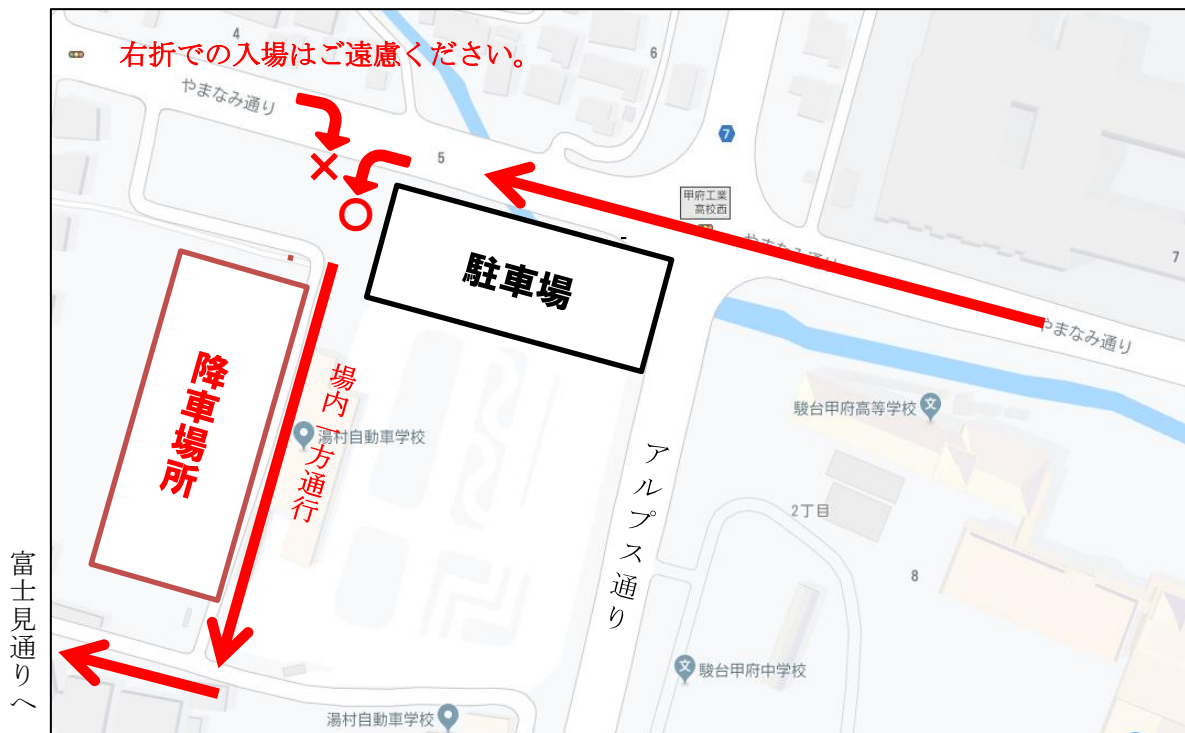 4
右折での入場はご遠慮ください。
6
やまなみ通り
5
7
甲府工業
高校西
やまなみ通り
7
駐車場
やまなみ通り
降車場所
場内一方通行
湯村自動車学校
駿台甲府高等学校
文
アルプス通り
2丁目
8
富士見通りへ
文
駿台甲府中学校
湯村自動車学校